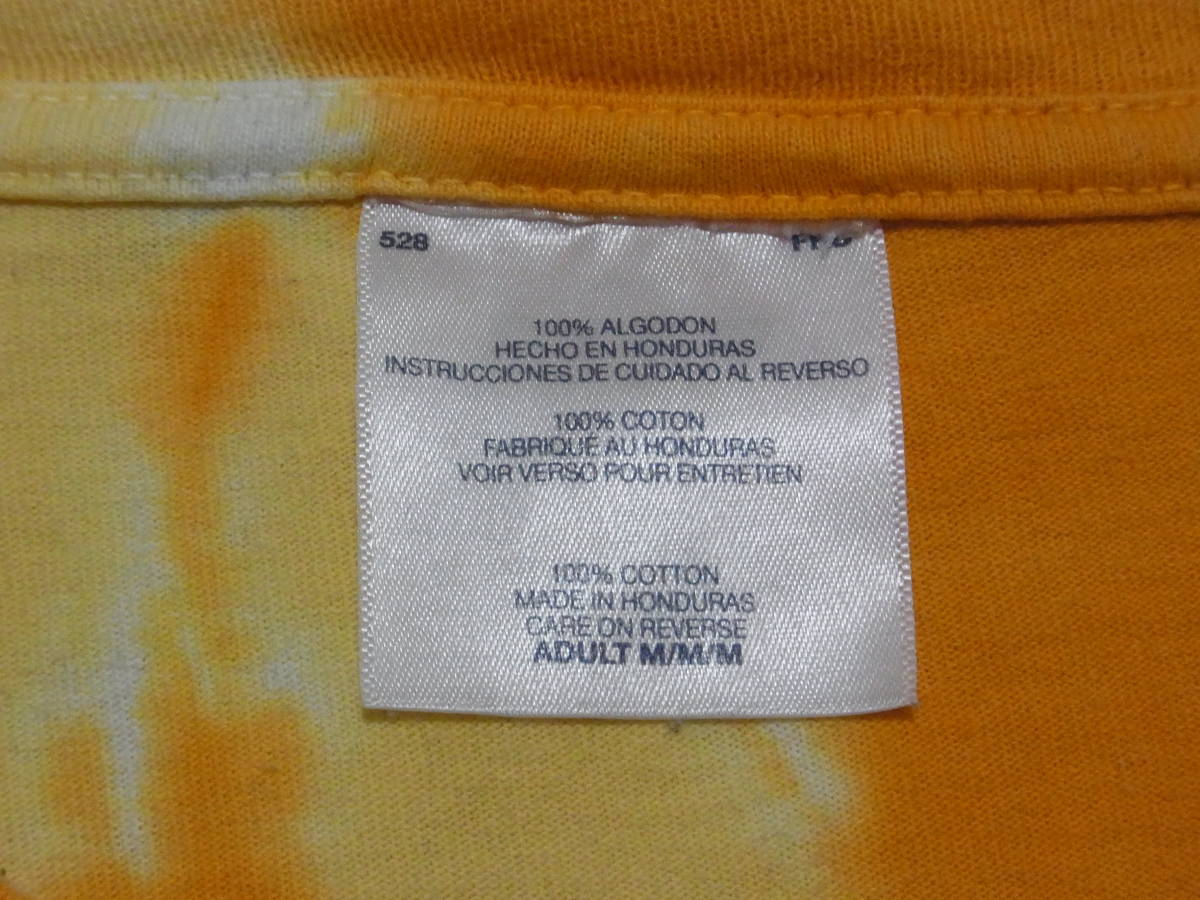 528
100% ALGODON
HECHO EN HONDURAS
INSTRUCCIONES DE CUIDADO AL REVERSO
100% COTON
FABRIQUE AU HONDURAS
VOIR VERSO POUR ENTRETIEN
100% COTTON
MADE IN HONDURAS
CARE ON REVERSE
ADULT M/M/M